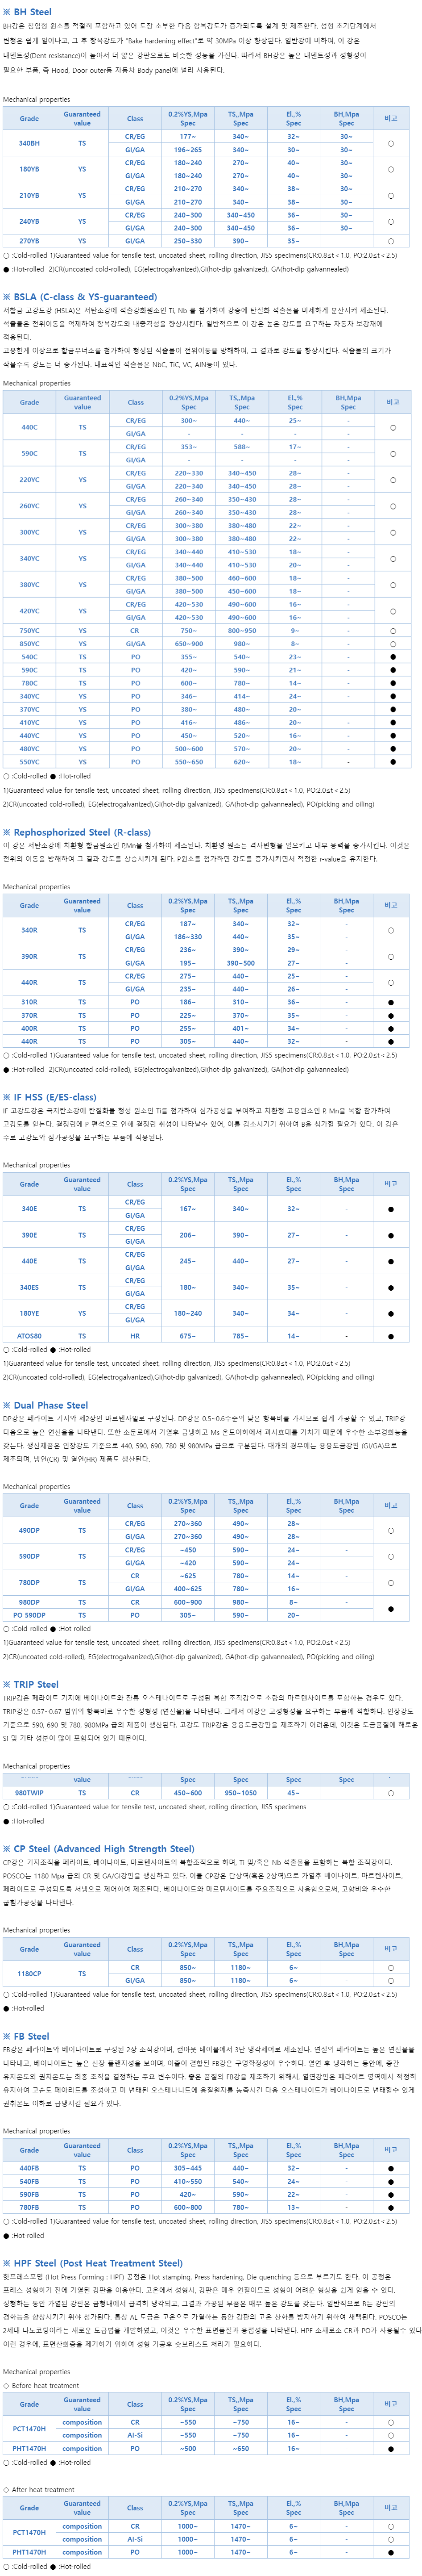 ※ BH Steel
BH강은 침입형 원소를 적절히 포함하고 있어 도장 소부한 다음 항복강도가 증가되도록 설계 및 제조한다. 성형 초기단계에서
변형은 쉽게 일어나고, 그 후 항복강도가 "Bake hardening effect"로 약 30MPa 이상 향상된다. 일반강에 비하여, 이 강은
내덴트성(Dent resistance)이 높아서 더 얇은 강판으로도 비슷한 성능을 가진다. 따라서 BH강은 높은 내덴트성과 성형성이
필요한 부품, 즉 Hood, Door outer등 자동차 Body panel에 널리 사용된다.
Mechanical properties
Grade Guaranteed value Class 0.2%YS,Mpa Spec TS,,Mpa Spec El.,% Spec BH,Mpa Spec 비고
340BH TS CR/EG 177~ 340~ 32~ 30~ ○
GI/GA 196~265 340~ 30~ 30~
180YB YS CR/EG 180~240 270~ 40~ 30~ ○
GI/GA 180~240 270~ 40~ 30~
210YB YS CR/EG 210~270 340~ 38~ 30~ ○
GI/GA 210~270 340~ 38~ 30~
240YB YS CR/EG 240~300 340~450 36~ 30~ ○
GI/GA 240~300 340~450 36~ 30~
270YB YS GI/GA 250~330 390~ 35~ ○
○ :Cold-rolled 1)Guaranteed value for tensile test, uncoated sheet, rolling direction, JIS5 specimens(CR:0.8≤t<1.0, PO:2.0≤t<2.5)
● :Hot-rolled 2)CR(uncoated cold-rolled), EG(electrogalvanized),GI(hot-dip galvanized), GA(hot-dip galvannealed)
※ BSLA (C-class & YS-guaranteed)
저합금 고강도강 (HSLA)은 저탄소강에 석출강화원소인 Ti, Nb 를 첨가하여 강중에 탄질화 석출물을 미세하게 분산시켜 제조된다.
석출물은 전위이동을 억제하여 항복강도와 내충격성을 향상시킨다. 일반적으로 이 강은 높은 강도를 요구하는 자동차 보강재에
적용된다.
고용한계 이상으로 합금우너소를 첨가하여 형성된 석출물이 전위이동을 방해하여, 그 결과로 강도를 향상시킨다. 석출물의 크기가
작을수록 강도는 더 증가된다. 대표적인 석출물은 NbC, TIC, VC, AIN등이 있다.
Mechanical properties
Grade Guaranteed value Class 0.2%YS,Mpa Spec TS,,Mpa Spec El.,% Spec BH,Mpa Spec 비고
440C TS CR/EG 300~ 440~ 25~ - ○
GI/GA - - - -
590C TS CR/EG 353~ 588~ 17~ - ○
GI/GA - - - -
220YC YS CR/EG 220~330 340~450 28~ - ○
GI/GA 220~340 340~450 28~ -
260YC YS CR/EG 260~340 350~430 28~ - ○
GI/GA 260~340 350~430 28~ -
300YC YS CR/EG 300~380 380~480 22~ - ○
GI/GA 300~380 380~480 22~ -
340YC YS CR/EG 340~440 410~530 18~ - ○
GI/GA 340~440 410~530 20~ -
380YC YS CR/EG 380~500 460~600 18~ - ○
GI/GA 380~500 450~600 18~ -
420YC YS CR/EG 420~530 490~600 16~ - ○
GI/GA 420~530 490~600 16~ -
750YC YS CR 750~ 800~950 9~ - ○
850YC YS GI/GA 650~900 980~ 8~ - ○
540C TS PO 355~ 540~ 23~ - ●
590C TS PO 420~ 590~ 21~ - ●
780C TS PO 600~ 780~ 14~ - ●
340YC YS PO 346~ 414~ 24~ - ●
370YC YS PO 380~ 480~ 20~ ●
410YC YS PO 416~ 486~ 20~ - ●
440YC YS PO 450~ 520~ 16~ - ●
480YC YS PO 500~600 570~ 20~ - ●
550YC YS PO 550~650 620~ 18~ - ●
○ :Cold-rolled ● :Hot-rolled
1)Guaranteed value for tensile test, uncoated sheet, rolling direction, JIS5 specimens(CR:0.8≤t<1.0, PO:2.0≤t<2.5)
2)CR(uncoated cold-rolled), EG(electrogalvanized),GI(hot-dip galvanized), GA(hot-dip galvannealed), PO(picking and oiling)
※ Rephosphorized Steel (R-class)
이 강은 저탄소강에 치환형 합금원소인 P,Mn을 첨가하여 제조된다. 치환영 원소는 격자변형을 일으키고 내부 응력을 증가시킨다. 이것은
전위의 이동을 방해하여 그 결과 강도를 상승시키게 된다. P원소를 첨가하면 강도를 증가시키면서 적정한 r-value을 유지한다.
Mechanical properties
Grade Guaranteed value Class 0.2%YS,Mpa Spec TS,,Mpa Spec El.,% Spec BH,Mpa Spec 비고
340R TS CR/EG 187~ 340~ 32~ - ○
GI/GA 186~330 440~ 35~ -
390R TS CR/EG 236~ 390~ 29~ - ○
GI/GA 195~ 390~500 27~ -
440R TS CR/EG 275~ 440~ 25~ - ○
GI/GA 235~ 440~ 26~ -
310R TS PO 186~ 310~ 36~ - ●
370R TS PO 225~ 370~ 35~ - ●
400R TS PO 255~ 401~ 34~ - ●
440R TS PO 305~ 440~ 32~ - ●
○ :Cold-rolled 1)Guaranteed value for tensile test, uncoated sheet, rolling direction, JIS5 specimens(CR:0.8≤t<1.0, PO:2.0≤t<2.5)
● :Hot-rolled 2)CR(uncoated cold-rolled), EG(electrogalvanized),GI(hot-dip galvanized), GA(hot-dip galvannealed)
※ IF HSS (E/ES-class)
IF 고강도강은 극저탄소강에 탄질화물 형성 원소인 Ti를 첨가하여 심가공성을 부여하고 지환형 고용원소인 P, Mn을 복합 참가하여
고강도를 얻는다. 결정립에 P 편석으로 인해 결정립 취성이 나타날수 있어, 이를 감소시키기 위하여 B을 첨가할 필요가 있다. 이 강은
주로 고강도와 심가공성을 요구하는 부품에 적용된다.
Mechanical properties
Grade Guaranteed value Class 0.2%YS,Mpa Spec TS,,Mpa Spec El.,% Spec BH,Mpa Spec 비고
340E TS CR/EG GI/GA 167~ 340~ 32~ - ●
390E TS CR/EG GI/GA 206~ 390~ 27~ - ●
440E TS CR/EG GI/GA 245~ 440~ 27~ - ●
340ES TS CR/EG GI/GA 180~ 340~ 35~ - ●
180YE YS CR/EG GI/GA 180~240 340~ 34~ - ●
ATOS80 TS HR 675~ 785~ 14~ - ●
○ :Cold-rolled ● :Hot-rolled
1)Guaranteed value for tensile test, uncoated sheet, rolling direction, JIS5 specimens(CR:0.8≤t<1.0, PO:2.0≤t<2.5)
2)CR(uncoated cold-rolled), EG(electrogalvanized),GI(hot-dip galvanized), GA(hot-dip galvannealed), PO(picking and oiling)
※ Dual Phase Steel
DP강은 페라이트 기지와 제2상인 마르텐사일로 구성된다. DP강은 0.5~0.6수준의 낮은 항복비를 가지므로 쉽게 가공할 수 있고, TRIP강
다음으로 높은 연신율을 나타낸다. 또한 소둔로에서 가열후 급냉하고 Ms 온도이하에서 과시효대를 거치기 때문에 우수한 소부경화능을
갖는다. 생산제품은 인장강도 기준으로 440, 590, 690, 780 및 980MPa 급으로 구분된다. 대개의 경우에는 용융도금강판 (GI/GA)으로
제조되며, 냉연(CR) 및 열연(HR) 제품도 생산된다.
Mechanical properties
Grade Guaranteed value Class 0.2%YS,Mpa Spec TS,,Mpa Spec El.,% Spec BH,Mpa Spec 비고
490DP TS CR/EG 270~360 490~ 28~ - ○
GI/GA 270~360 490~ 28~
590DP TS CR/EG ~450 590~ 24~ - ○
GI/GA ~420 590~ 24~
780DP TS CR ~625 780~ 14~ - ○
GI/GA 400~625 780~ 16~
980DP TS CR 600~900 980~ 8~ - ●
PO 590DP TS PO 305~ 590~ 20~
○ :Cold-rolled ● :Hot-rolled
1)Guaranteed value for tensile test, uncoated sheet, rolling direction, JIS5 specimens(CR:0.8≤t<1.0, PO:2.0≤t<2.5)
2)CR(uncoated cold-rolled), EG(electrogalvanized),GI(hot-dip galvanized), GA(hot-dip galvannealed), PO(picking and oiling)
※ TRIP Steel
TRIP강은 페라이트 기지에 베이나이트와 잔류 오스테나이트로 구성된 복합 조직강으로 소량의 마르텐사이트를 포함하는 경우도 있다.
TRIP강은 0.57~0.67 범위의 항복비로 우수한 성형성 (연신율)을 나타낸다. 그래서 이강은 고성형성을 요구하는 부품에 적합하다. 인장강도
기준으로 590, 690 및 780, 980MPa 급의 제품이 생산된다. 고강도 TRIP강은 용융도금강판을 제조하기 어려운데, 이것은 도금품질에 해로운
SI 및 기타 성분이 많이 포함되어 있기 때문이다.
Mechanical properties
value Spec Spec Spec Spec
980TWIP TS CR 450~600 950~1050 45~ ○
○ :Cold-rolled 1)Guaranteed value for tensile test, uncoated sheet, rolling direction, JIS5 specimens
● :Hot-rolled
※ CP Steel (Advanced High Strength Steel)
CP강은 기지조직을 페라이트, 베이나이트, 마르텐사이트의 복합조직으로 하며, Ti 및/혹은 Nb 석출물을 포함하는 복합 조직강이다.
POSCO는 1180 Mpa 급의 CR 및 GA/GI강판을 생산하고 있다. 이들 CP강은 단상역(혹은 2상역)으로 가열후 베이나이트, 마르텐사이트,
페라이트로 구성되도록 서냉으로 제어하여 제조된다. 베이나이트와 마르텐사이트를 주요조직으로 사용함으로써, 고항비와 우수한
굽힘가공성을 나타낸다.
Mechanical properties
Grade Guaranteed value Class 0.2%YS,Mpa Spec TS,,Mpa Spec El.,% Spec BH,Mpa Spec 비고
1180CP TS CR 850~ 1180~ 6~ - ○
GI/GA 850~ 1180~ 6~ - ○
○ :Cold-rolled 1)Guaranteed value for tensile test, uncoated sheet, rolling direction, JIS5 specimens(CR:0.8≤t<1.0, PO:2.0≤t<2.5)
● :Hot-rolled
※ FB Steel
FB강은 페라이트와 베이나이트로 구성된 2상 조직강이며, 런아웃 테이블에서 3단 냉각제어로 제조된다. 연질의 페라이트는 높은 연신율을
나타내고, 베이나이트는 높은 신장 플랜지성을 보이며, 이즐이 결합된 FB강은 구멍확정성이 우수하다. 열연 후 냉각하는 동안에, 중간
유지온도와 권지온도는 최종 조직을 결정하는 주요 변수이다. 좋은 품질의 FB강을 제조하기 위해서, 열연강판은 페라이트 영역에서 적정히
유지하여 고순도 페아리트를 조성하고 미 변태된 오스테나니트에 용질원자를 농축시킨 다음 오스테나이트가 베이나이트로 변태할수 있게
권취온도 이하로 급냉시킬 필요가 있다.
Mechanical properties
Grade Guaranteed value Class 0.2%YS,Mpa Spec TS,,Mpa Spec El.,% Spec BH,Mpa Spec 비고
440FB TS PO 305~445 440~ 32~ - ●
540FB TS PO 410~550 540~ 24~ - ●
590FB TS PO 420~ 590~ 22~ - ●
780FB TS PO 600~800 780~ 13~ - ●
○ :Cold-rolled 1)Guaranteed value for tensile test, uncoated sheet, rolling direction, JIS5 specimens(CR:0.8≤t<1.0, PO:2.0≤t<2.5)
● :Hot-rolled
※ HPF Steel (Post Heat Treatment Steel)
핫프레스포밍 (Hot Press Forming : HPF) 공정은 Hot stamping, Press hardening, Die quenching 등으로 부르기도 한다. 이 공정은
프레스 성형하기 전에 가열된 강판을 이용한다. 고온에서 성형시, 강판은 매우 연질이므로 성형이 어려운 형상을 쉽게 얻을 수 있다.
성형하는 동안 가열된 강판은 금형내에서 급격히 냉각되고, 그결과 가공된 부품은 매우 높은 강도를 갖는다. 일반적으로 B는 강판의
경화능을 향상시키기 위하 첨가된다. 통상 AL 도금은 고온으로 가열하는 동안 강판의 고온 산화를 방지하기 위하여 채택된다. POSCO는
2세대 나노코팅이라는 새로운 도금법을 개발하였고, 이것은 우수한 표면품질과 용접성을 나타낸다. HPF 소재로소 CR과 PO가 사용될수 있다
이런 경우에, 표면산화층을 제거하기 위하여 성형 가공후 숏브라스트 처리가 필요하다.
Mechanical properties
◇ Before heat treatment
Grade Guaranteed value Class 0.2%YS,Mpa Spec TS,,Mpa Spec El.,% Spec BH,Mpa Spec 비고
PCT1470H composition CR ~550 ~750 16~ - ○
composition Al-Si ~550 ~750 16~ - ○
PHT1470H composition PO ~500 ~650 16~ - ●
○ :Cold-rolled ● :Hot-rolled
◇ After heat treatment
Grade Guaranteed value Class 0.2%YS,Mpa Spec TS,,Mpa Spec El.,% Spec BH,Mpa Spec 비고
PCT1470H composition CR 1000~ 1470~ 6~ - ○
composition Al-Si 1000~ 1470~ 6~ - ○
PHT1470H composition PO 1000~ 1470~ 6~ - ●
○ :Cold-rolled ● :Hot-rolled